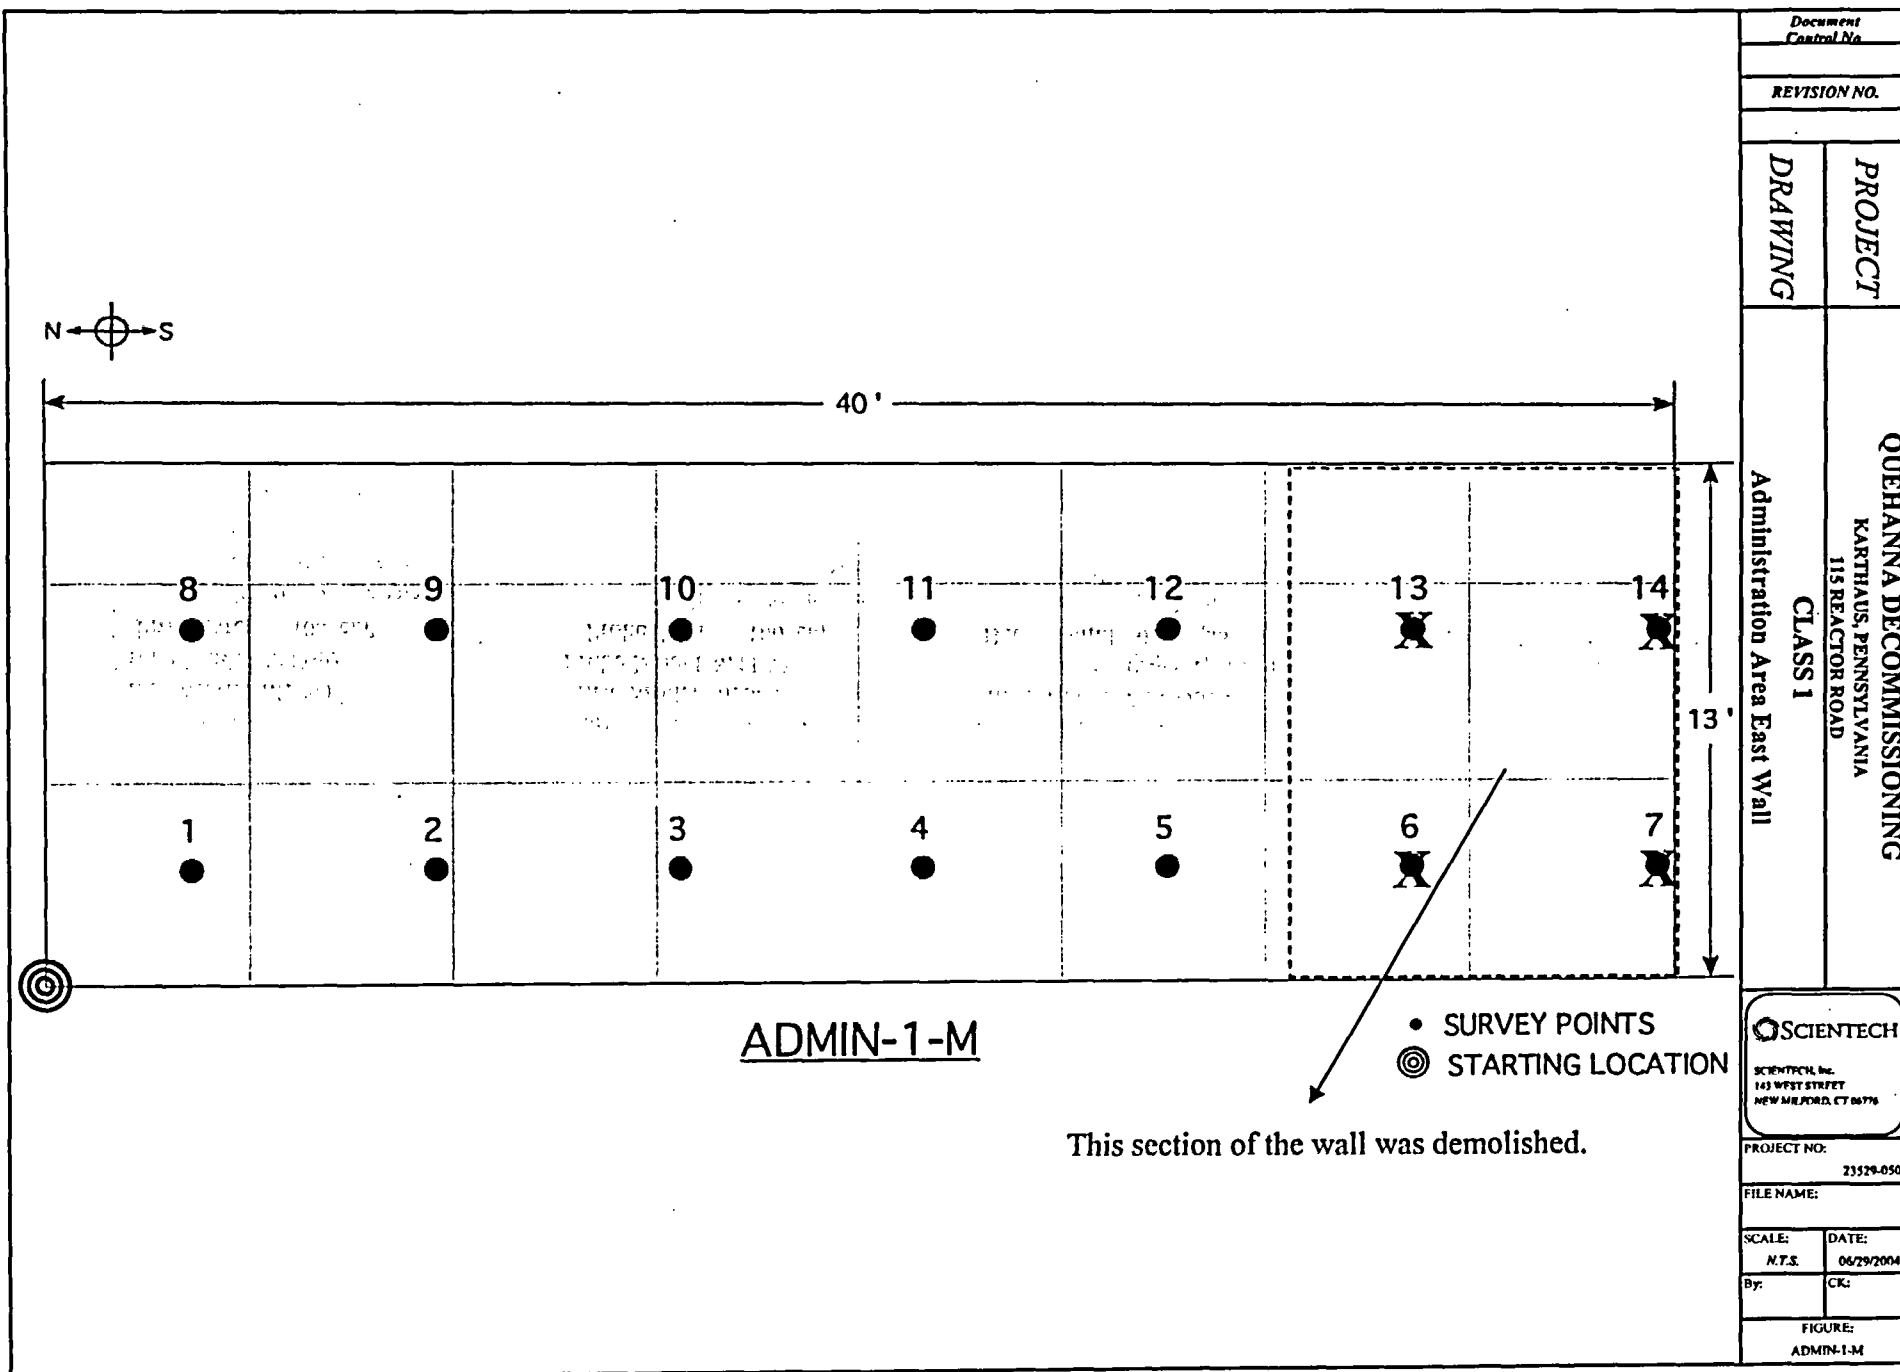 N S
40 '
8 9 10 11 12 13 14
X X
13 '
1 2 3 4 5 6 7
X X
ADMIN-1-M
SURVEY POINTS
STARTING LOCATION
This section of the wall was demolished.
Document
Control No
REVISION NO.
PROJECT
QUEHANNA DECOMMISSIONING
KARTHAUS, PENNSYLVANIA
115 REACTOR ROAD
DRAWING
CLASS 1
Administration Area East Wall
SCIENTECH
SCIENTECH, Inc.
143 WEST STREET
NEW MILFORD, CT 06776
PROJECT NO:
23529-050
FILE NAME:
SCALE:
N.T.S.
DATE:
06/29/2004
By:
CK:
FIGURE:
ADMIN-1-M